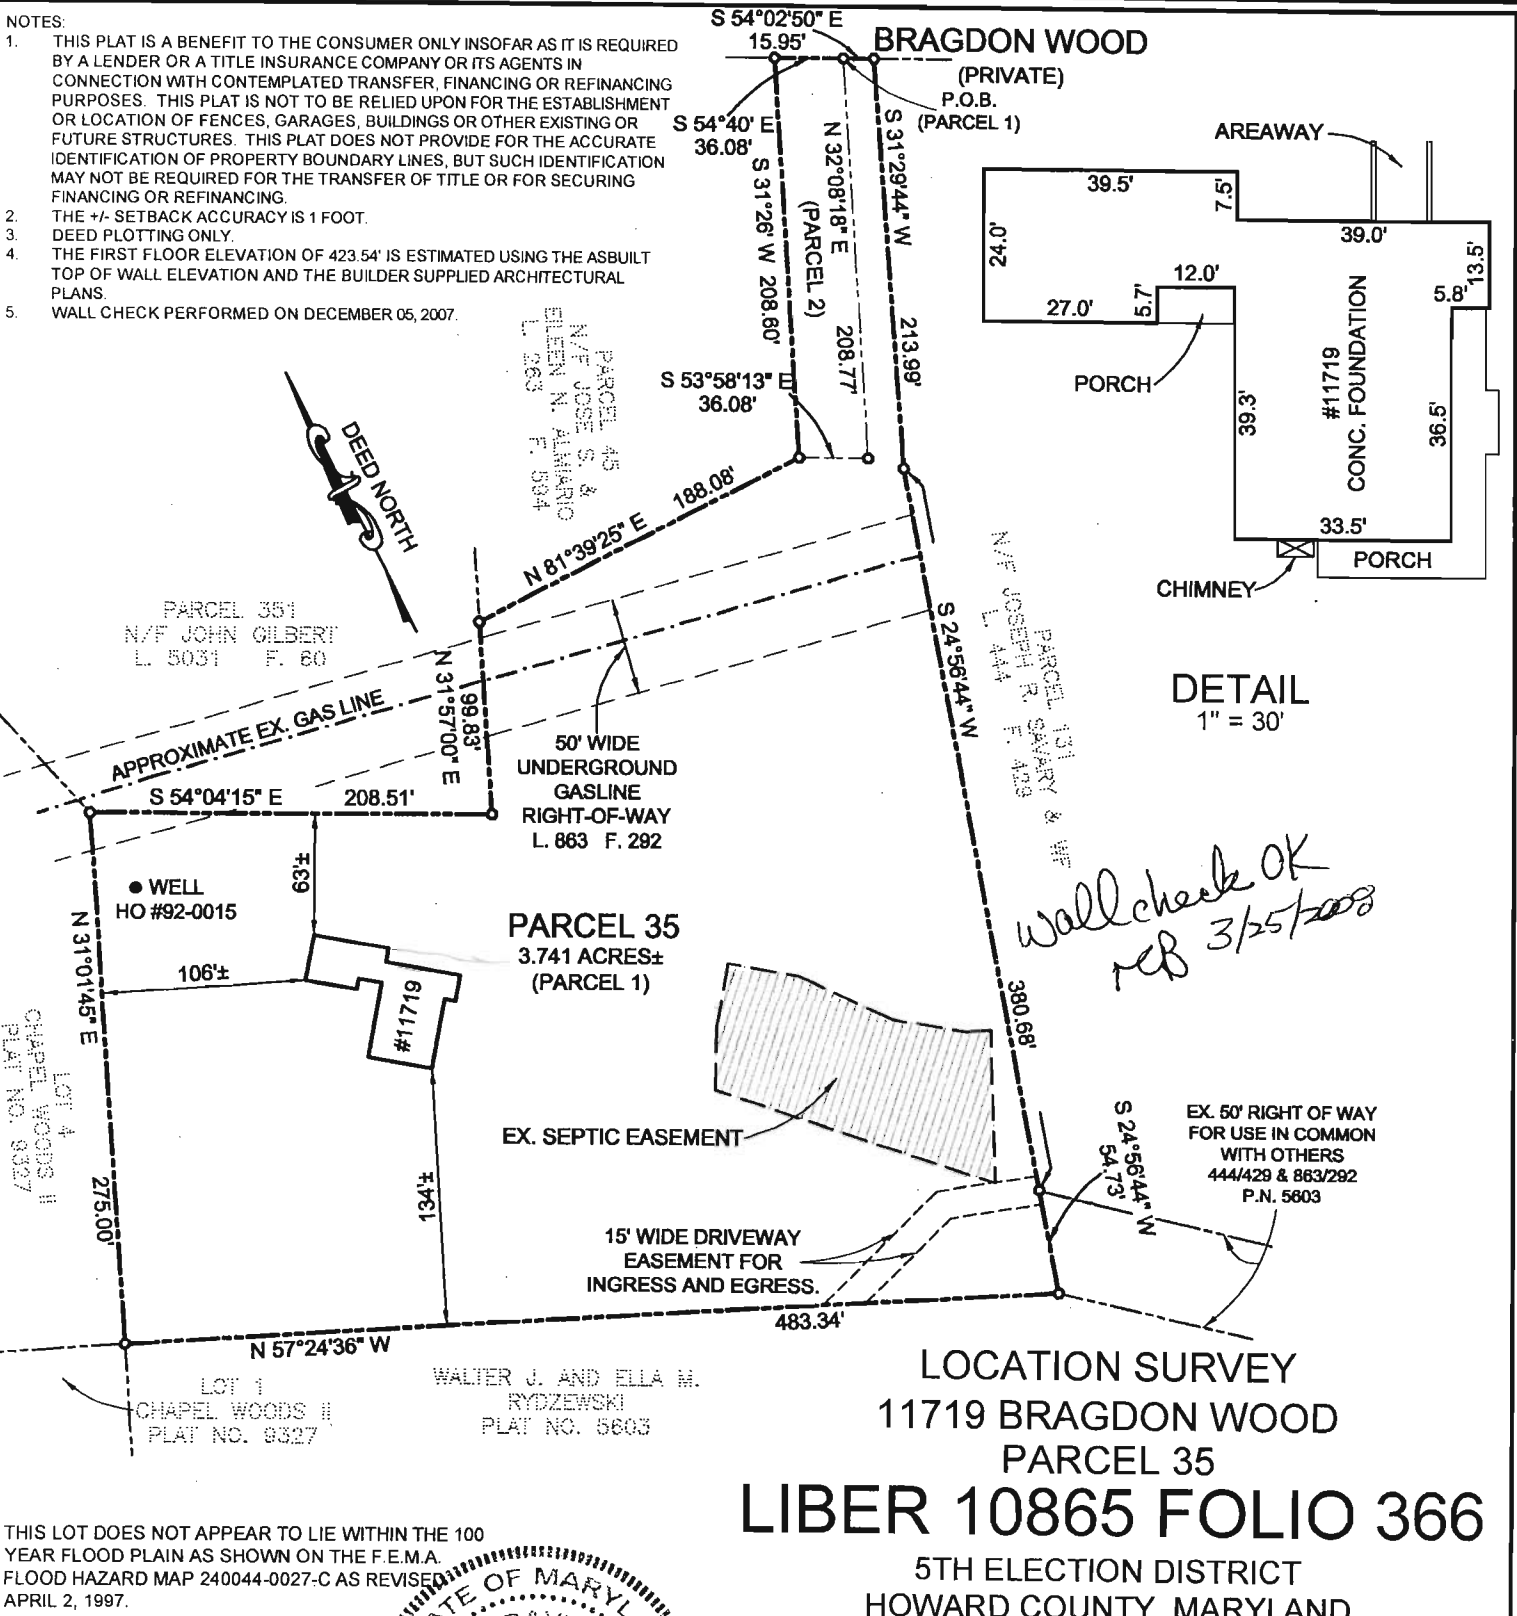 NOTES:
1. THIS PLAT IS A BENEFIT TO THE CONSUMER ONLY INSOFAR AS IT IS REQUIRED
BY A LENDER OR A TITLE INSURANCE COMPANY OR ITS AGENTS IN
CONNECTION WITH CONTEMPLATED TRANSFER, FINANCING OR REFINANCING
PURPOSES. THIS PLAT IS NOT TO BE RELIED UPON FOR THE ESTABLISHMENT
OR LOCATION OF FENCES, GARAGES, BUILDINGS OR OTHER EXISTING OR
FUTURE STRUCTURES. THIS PLAT DOES NOT PROVIDE FOR THE ACCURATE
IDENTIFICATION OF PROPERTY BOUNDARY LINES, BUT SUCH IDENTIFICATION
MAY NOT BE REQUIRED FOR THE TRANSFER OF TITLE OR FOR SECURING
FINANCING OR REFINANCING.
2. THE +/- SETBACK ACCURACY IS 1 FOOT.
3. DEED PLOTTING ONLY.
4. THE FIRST FLOOR ELEVATION OF 423.54' IS ESTIMATED USING THE ASBUILT
TOP OF WALL ELEVATION AND THE BUILDER SUPPLIED ARCHITECTURAL
PLANS.
5. WALL CHECK PERFORMED ON DECEMBER 05, 2007.
S 54°02'50" E
15.95'
BRAGDON WOOD
(PRIVATE)
P.O.B.
(PARCEL 1)
S 54°40' E
36.08'
S 31°26' W 208.60'
N 32°08'18" E 208.77'
(PARCEL 2)
S 31°29'44" W 213.99'
S 53°58'13" E
36.08'
AREAWAY
39.5'
7.5'
24.0'
39.0'
13.5'
12.0'
5.8'
27.0'
5.7'
PORCH
39.3'
#11719
CONC. FOUNDATION
36.5'
33.5'
PORCH
CHIMNEY
DETAIL
1" = 30'
DEED NORTH
PARCEL 45
N/F JOSE S. &
EILEEN N. ALMARIO
L. 263 F. 594
N 81°39'25" E 188.08'
PARCEL 351
N/F JOHN GILBERT
L. 5031 F. 60
APPROXIMATE EX. GAS LINE
N 31°57'00" E
99.83'
S 54°04'15" E 208.51'
50' WIDE
UNDERGROUND
GASLINE
RIGHT-OF-WAY
L. 863 F. 292
S 24°56'44" W 380.68'
PARCEL 131
N/F JOSEPH R. SAVARY & WF
L. 444 F. 429
Wall check OK
3/25/2008
WELL
HO #92-0015
63'±
106'±
#11719
134'±
PARCEL 35
3.741 ACRES±
(PARCEL 1)
N 31°01'45" E 275.00'
LOT 4
CHAPEL WOODS II
PLAT NO. 9327
EX. SEPTIC EASEMENT
15' WIDE DRIVEWAY
EASEMENT FOR
INGRESS AND EGRESS.
S 24°56'44" W
54.73'
EX. 50' RIGHT OF WAY
FOR USE IN COMMON
WITH OTHERS
444/429 & 863/292
P.N. 5603
N 57°24'36" W 483.34'
LOT 1
CHAPEL WOODS II
PLAT NO. 9327
WALTER J. AND ELLA M.
RYDZEWSKI
PLAT NO. 5603
LOCATION SURVEY
11719 BRAGDON WOOD
PARCEL 35
LIBER 10865 FOLIO 366
5TH ELECTION DISTRICT
HOWARD COUNTY, MARYLAND
THIS LOT DOES NOT APPEAR TO LIE WITHIN THE 100
YEAR FLOOD PLAIN AS SHOWN ON THE F.E.M.A.
FLOOD HAZARD MAP 240044-0027-C AS REVISED
APRIL 2, 1997.